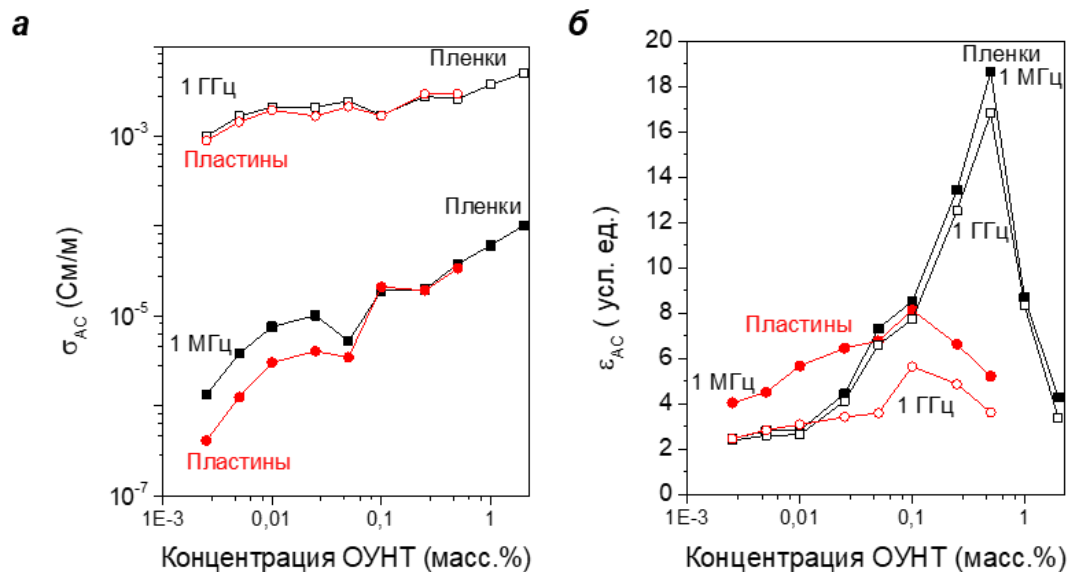 а
Пленки
1 ГГц
10⁻³
Пластины
Пленки
σ_AC (См/м)
10⁻⁵
1 МГц
Пластины
10⁻⁷
1E-3
0,01
0,1
1
Концентрация ОУНТ (масс.%)
б
20
Пленки
1 МГц
18
16
14
12
1 ГГц
10
8
Пластины
6
1 МГц
4
1 ГГц
2
0
ε_AC ( усл. ед.)
1E-3
0,01
0,1
1
Концентрация ОУНТ (масс.%)